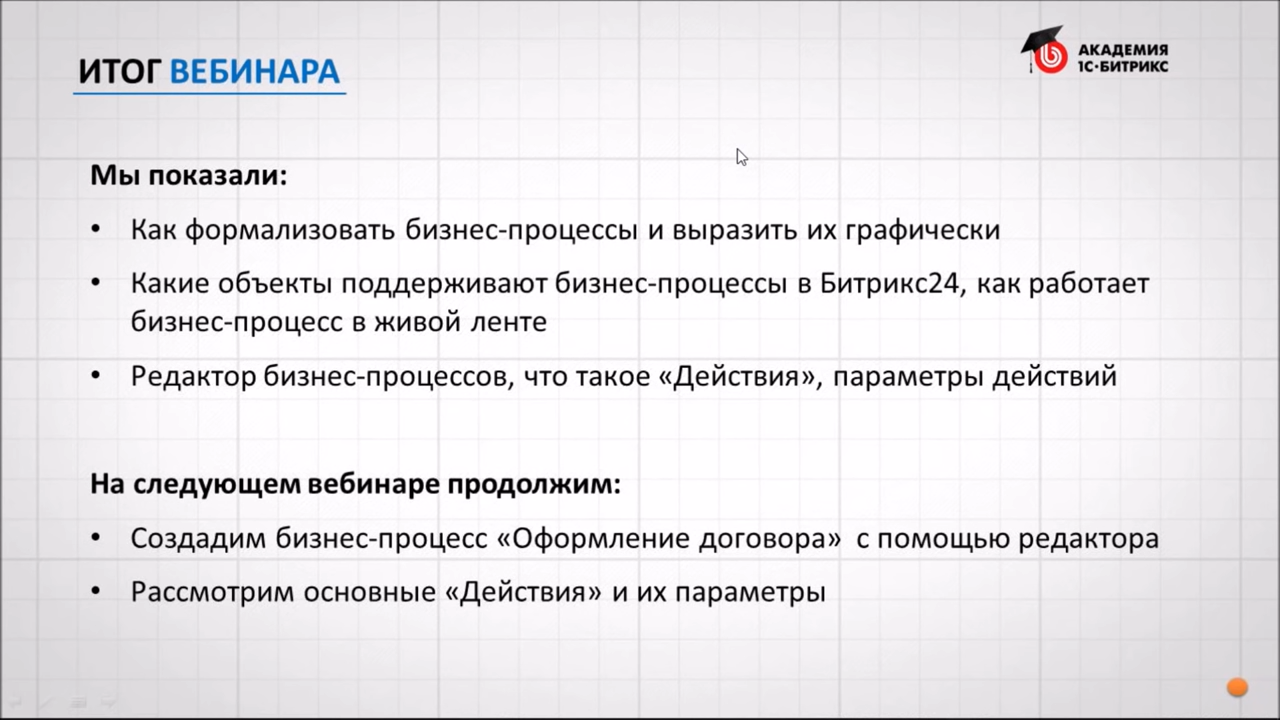 ИТОГ ВЕБИНАРА
АКАДЕМИЯ
1С·БИТРИКС
Мы показали:
• Как формализовать бизнес-процессы и выразить их графически
• Какие объекты поддерживают бизнес-процессы в Битрикс24, как работает
бизнес-процесс в живой ленте
• Редактор бизнес-процессов, что такое «Действия», параметры действий
На следующем вебинаре продолжим:
• Создадим бизнес-процесс «Оформление договора» с помощью редактора
• Рассмотрим основные «Действия» и их параметры